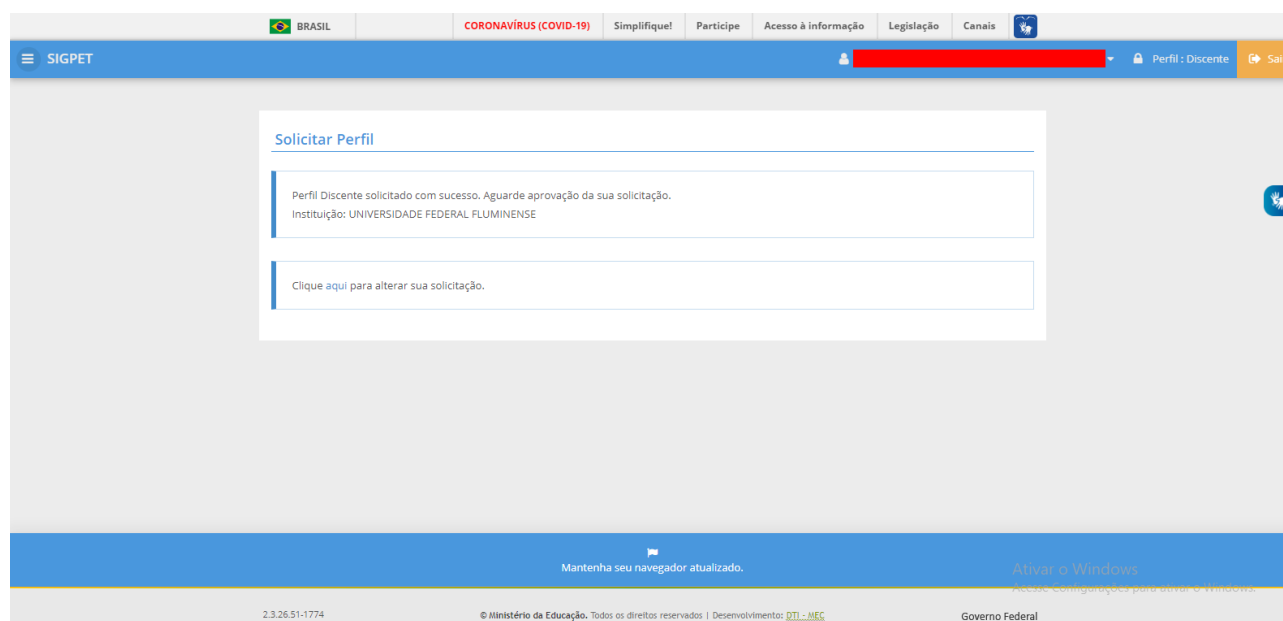 BRASIL CORONAVÍRUS (COVID-19) Simplifique! Participe Acesso à informação Legislação Canais
SIGPET Perfil : Discente Sai
Solicitar Perfil
Perfil Discente solicitado com sucesso. Aguarde aprovação da sua solicitação.
Instituição: UNIVERSIDADE FEDERAL FLUMINENSE
Clique aqui para alterar sua solicitação.
Mantenha seu navegador atualizado.
Ativar o Windows
Acesse Configurações para ativar o Windows.
2.3.26.51-1774 © Ministério da Educação. Todos os direitos reservados | Desenvolvimento: DTI - MEC Governo Federal